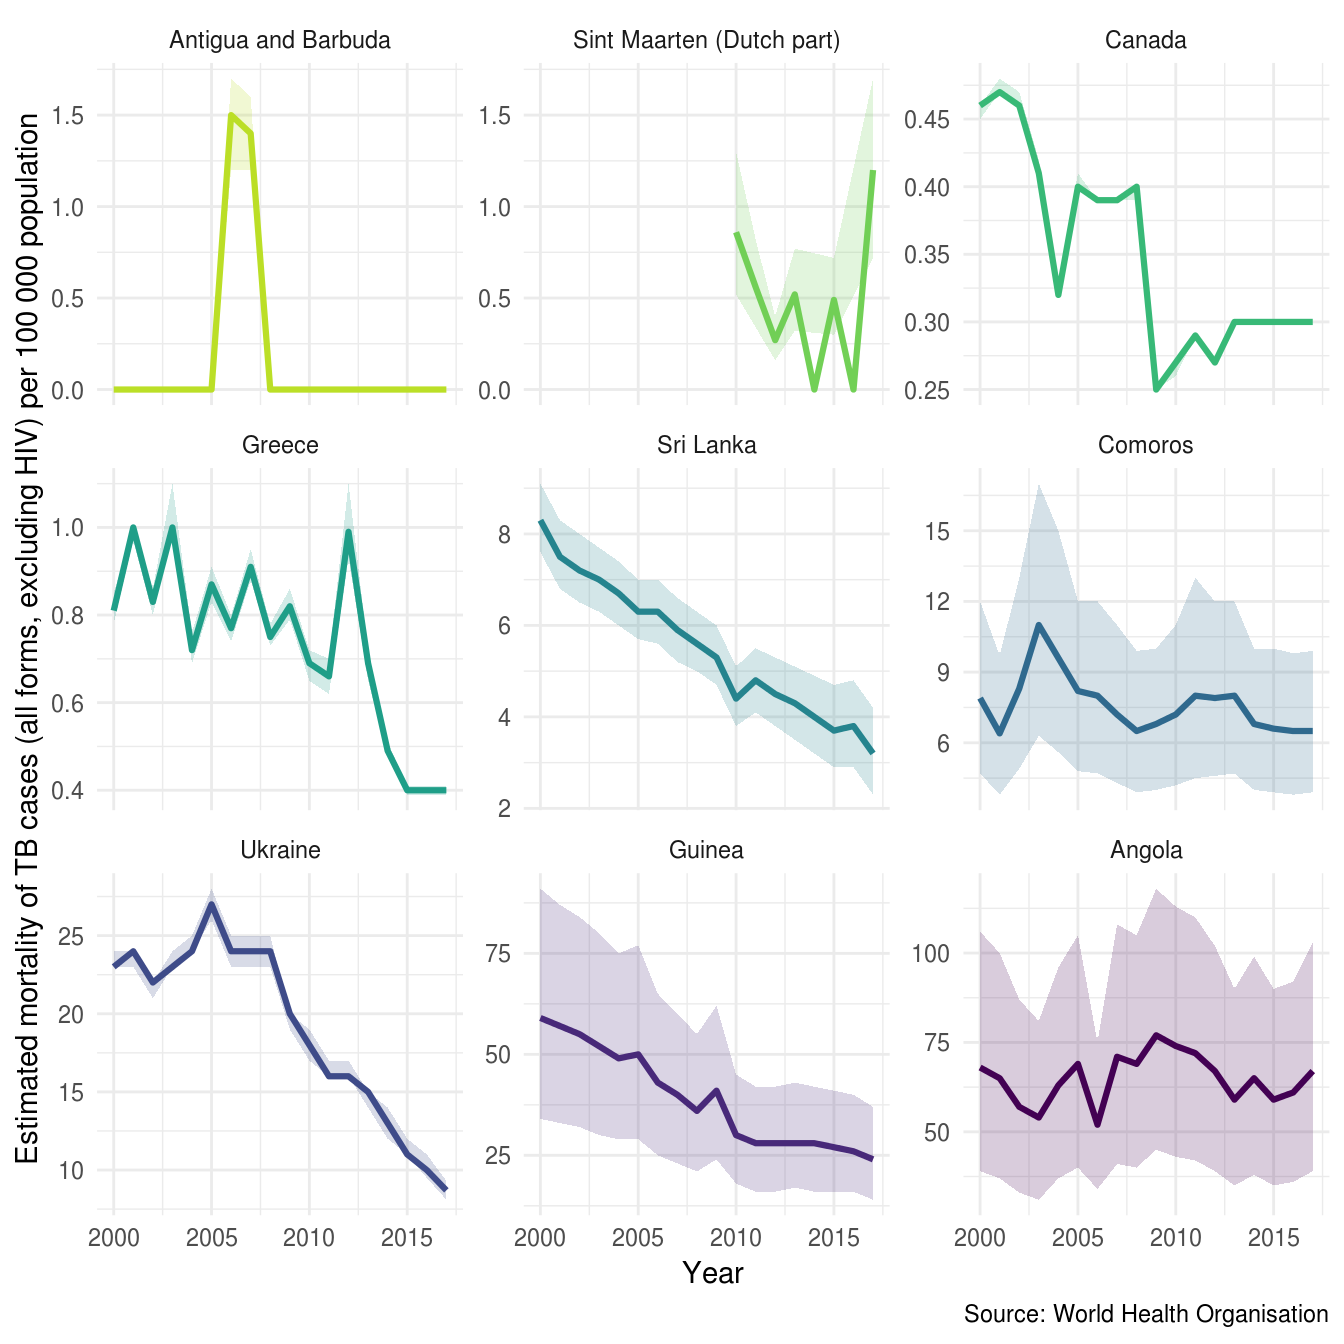 Antigua and Barbuda
Sint Maarten (Dutch part)
Canada
1.5
1.0
0.5
0.0
1.5
1.0
0.5
0.0
0.45
0.40
0.35
0.30
0.25
Greece
Sri Lanka
Comoros
1.0
0.8
0.6
0.4
8
6
4
2
15
12
9
6
Ukraine
Guinea
Angola
25
20
15
10
75
50
25
100
75
50
2000 2005 2010 2015
2000 2005 2010 2015
2000 2005 2010 2015
Estimated mortality of TB cases (all forms, excluding HIV) per 100 000 population
Year
Source: World Health Organisation